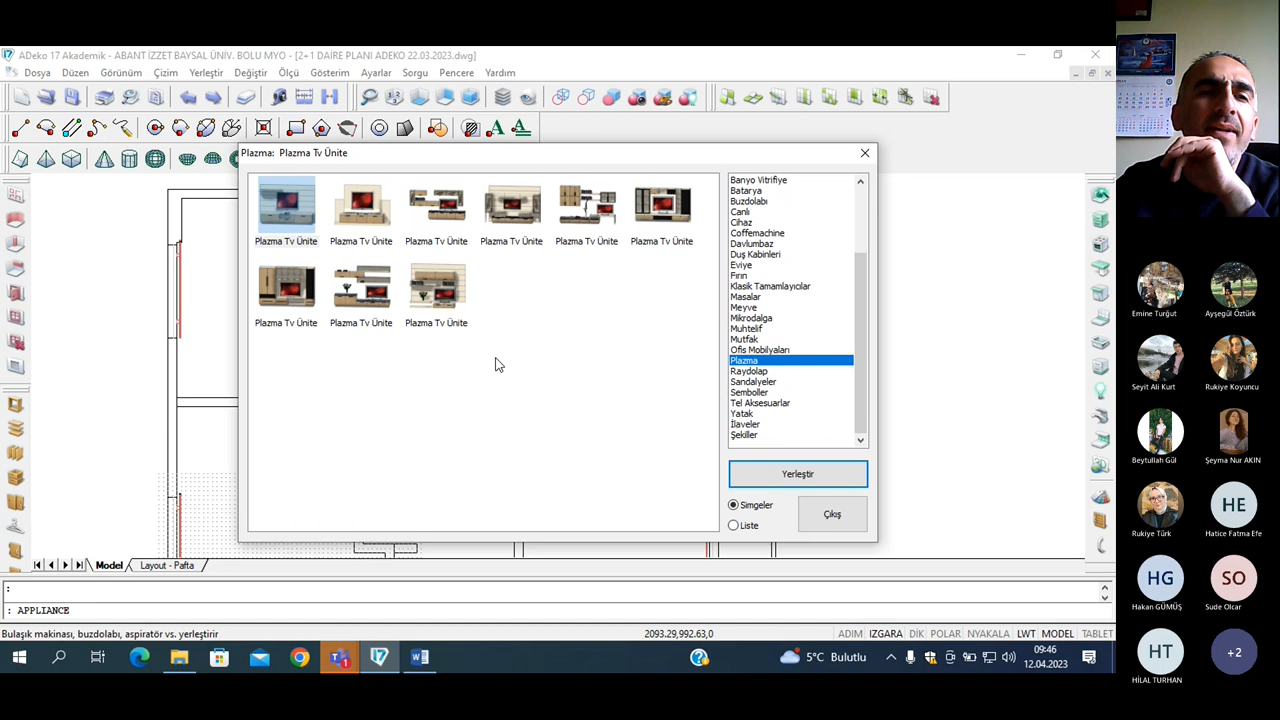 ADeko 17 Akademik - ABANT İZZET BAYSAL ÜNİV. BOLU MYO - [2+1 DAİRE PLANI ADEKO 22.03.2023.dwg]
Dosya Düzen Görünüm Çizim Yerleştir Değiştir Ölçü Gösterim Ayarlar Sorgu Pencere Yardım
Plazma: Plazma Tv Ünite
Plazma Tv Ünite Plazma Tv Ünite Plazma Tv Ünite Plazma Tv Ünite Plazma Tv Ünite Plazma Tv Ünite
Plazma Tv Ünite Plazma Tv Ünite Plazma Tv Ünite
Banyo Vitrifiye
Batarya
Buzdolabı
Canlı
Cihaz
Coffemachine
Davlumbaz
Duş Kabinleri
Eviye
Fırın
Klasik Tamamlayıcılar
Masalar
Meyve
Mikrodalga
Muhtelif
Mutfak
Ofis Mobilyaları
Plazma
Raydolap
Sandalyeler
Semboller
Tel Aksesuarlar
Yatak
İlaveler
Şekiller
Yerleştir
Simgeler
Liste
Çıkış
Model Layout - Pafta
:
: APPLIANCE
Bulaşık makinası, buzdolabı, aspiratör vs. yerleştirir
2093.29,992.63,0
ADIM IZGARA DİK POLAR NYAKALA LWT MODEL TABLET
5°C Bulutlu
09:46
12.04.2023
Emine Turğut
Ayşegül Öztürk
Seyit Ali Kurt
Rukiye Koyuncu
Beytullah Gül
Şeyma Nur AKIN
Rukiye Türk
HE
Hatice Fatma Efe
HG
Hakan GÜMÜŞ
SO
Sude Olcar
HT
HİLAL TURHAN
+2